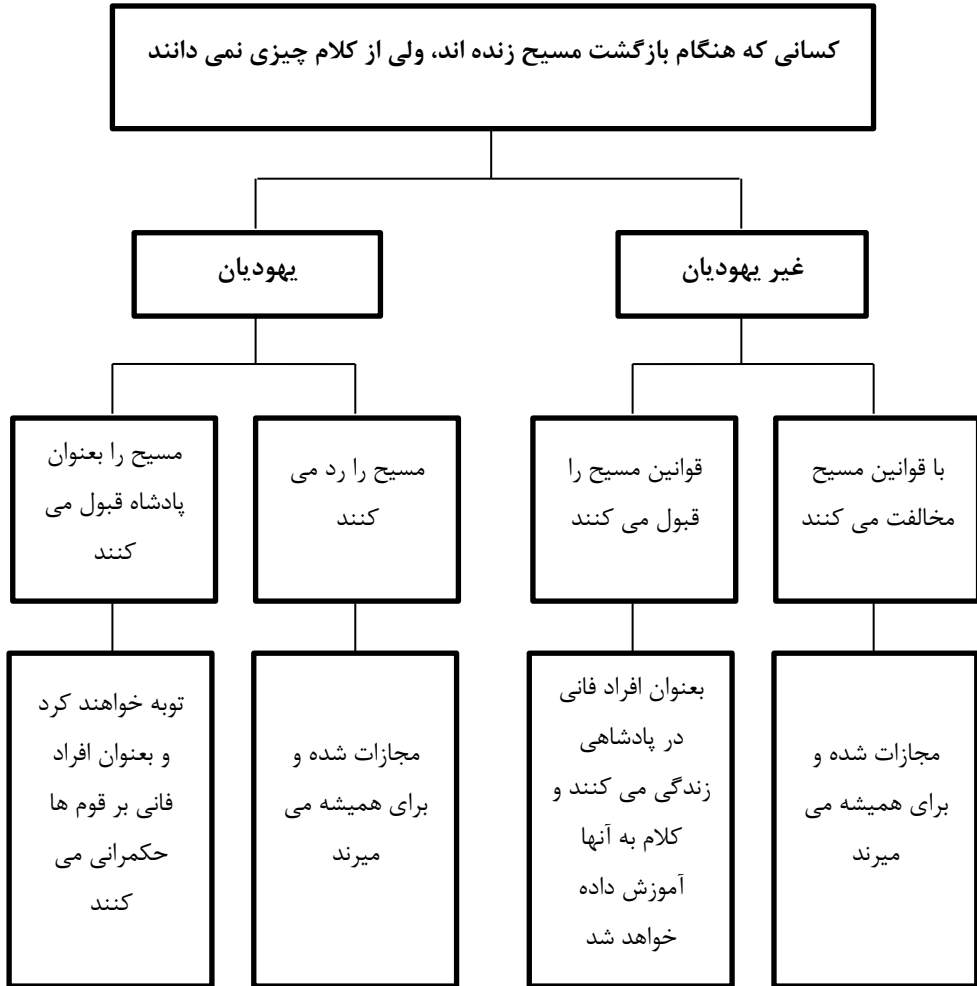 کسانی که هنگام بازگشت مسیح زنده اند، ولی از کلام چیزی نمی دانند
غیر یهودیان
یهودیان
با قوانین مسیح
مخالفت می کنند
قوانین مسیح را
قبول می کنند
مسیح را رد می
کنند
مسیح را بعنوان
پادشاه قبول می
کنند
مجازات شده و
برای همیشه می
میرند
بعنوان افراد فانی
در پادشاهی
زندگی می کنند و
کلام به آنها
آموزش داده
خواهد شد
مجازات شده و
برای همیشه می
میرند
توبه خواهند کرد
و بعنوان افراد
فانی بر قوم ها
حکمرانی می
کنند